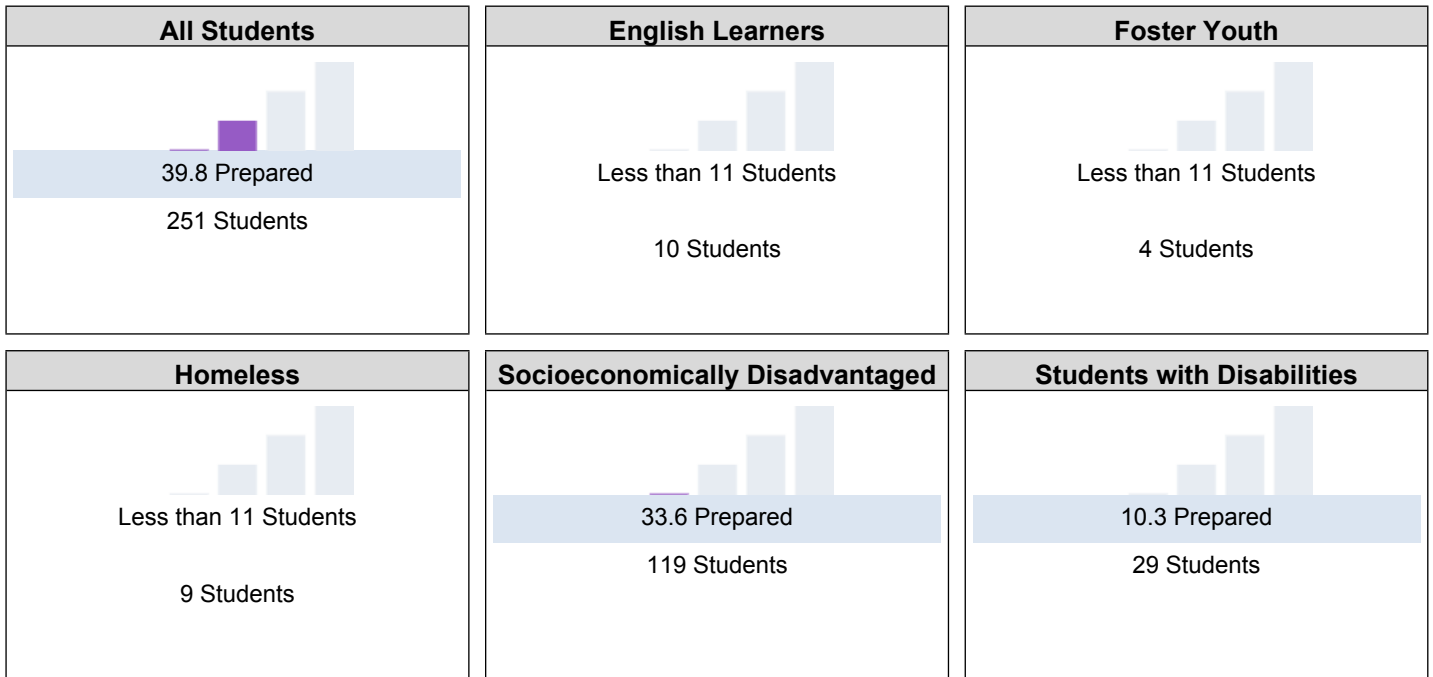 All Students
39.8 Prepared
251 Students
English Learners
Less than 11 Students
10 Students
Foster Youth
Less than 11 Students
4 Students
Homeless
Less than 11 Students
9 Students
Socioeconomically Disadvantaged
33.6 Prepared
119 Students
Students with Disabilities
10.3 Prepared
29 Students